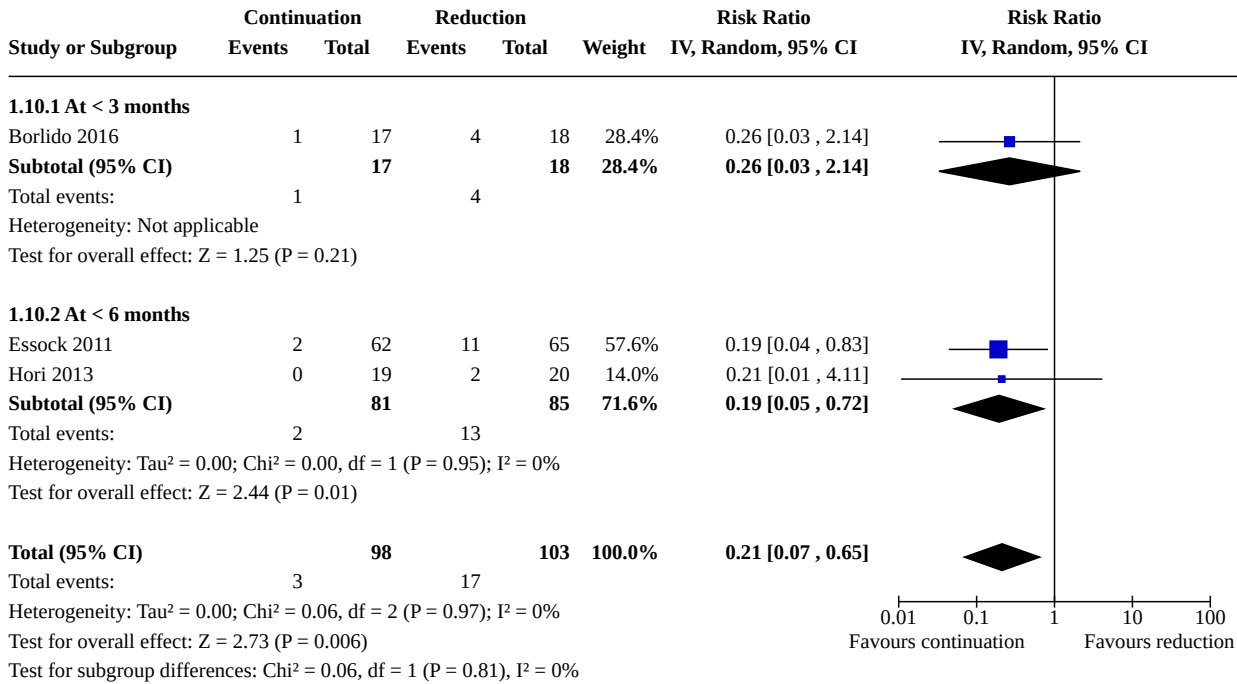 Continuation Reduction Risk Ratio Risk Ratio
Study or Subgroup Events Total Events Total Weight IV, Random, 95% CI IV, Random, 95% CI
1.10.1 At < 3 months
Borlido 2016 1 17 4 18 28.4% 0.26 [0.03 , 2.14]
Subtotal (95% CI) 17 18 28.4% 0.26 [0.03 , 2.14]
Total events: 1 4
Heterogeneity: Not applicable
Test for overall effect: Z = 1.25 (P = 0.21)
1.10.2 At < 6 months
Essock 2011 2 62 11 65 57.6% 0.19 [0.04 , 0.83]
Hori 2013 0 19 2 20 14.0% 0.21 [0.01 , 4.11]
Subtotal (95% CI) 81 85 71.6% 0.19 [0.05 , 0.72]
Total events: 2 13
Heterogeneity: Tau² = 0.00; Chi² = 0.00, df = 1 (P = 0.95); I² = 0%
Test for overall effect: Z = 2.44 (P = 0.01)
Total (95% CI) 98 103 100.0% 0.21 [0.07 , 0.65]
Total events: 3 17
Heterogeneity: Tau² = 0.00; Chi² = 0.06, df = 2 (P = 0.97); I² = 0%
0.01 0.1 1 10 100
Test for overall effect: Z = 2.73 (P = 0.006)
Favours continuation Favours reduction
Test for subgroup differences: Chi² = 0.06, df = 1 (P = 0.81), I² = 0%